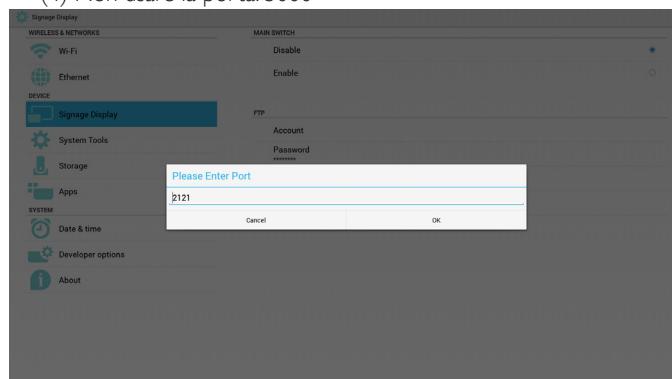 Signage Display
WIRELESS & NETWORKS
Wi-Fi
Ethernet
DEVICE
Signage Display
System Tools
Storage
Apps
SYSTEM
Date & time
Developer options
About
MAIN SWITCH
Disable
Enable
FTP
Account
Password
********
Please Enter Port
2121
Cancel
OK